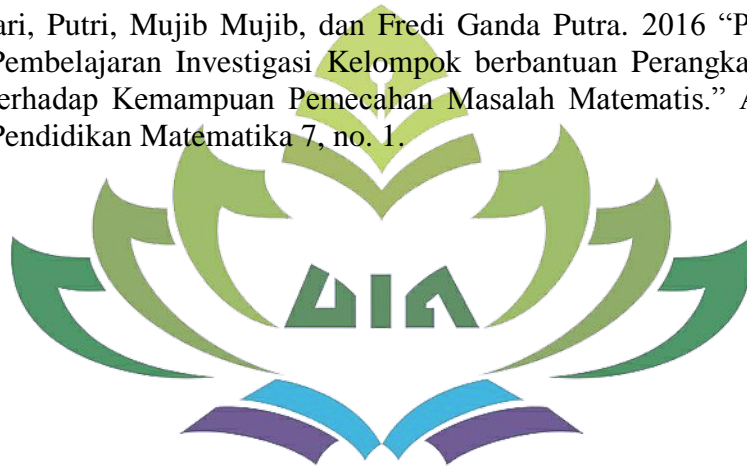 ari, Putri, Mujib Mujib, dan Fredi Ganda Putra. 2016 “P
Pembelajaran Investigasi Kelompok berbantuan Perangka
erhadap Kemampuan Pemecahan Masalah Matematis.” A
Pendidikan Matematika 7, no. 1.
UIN